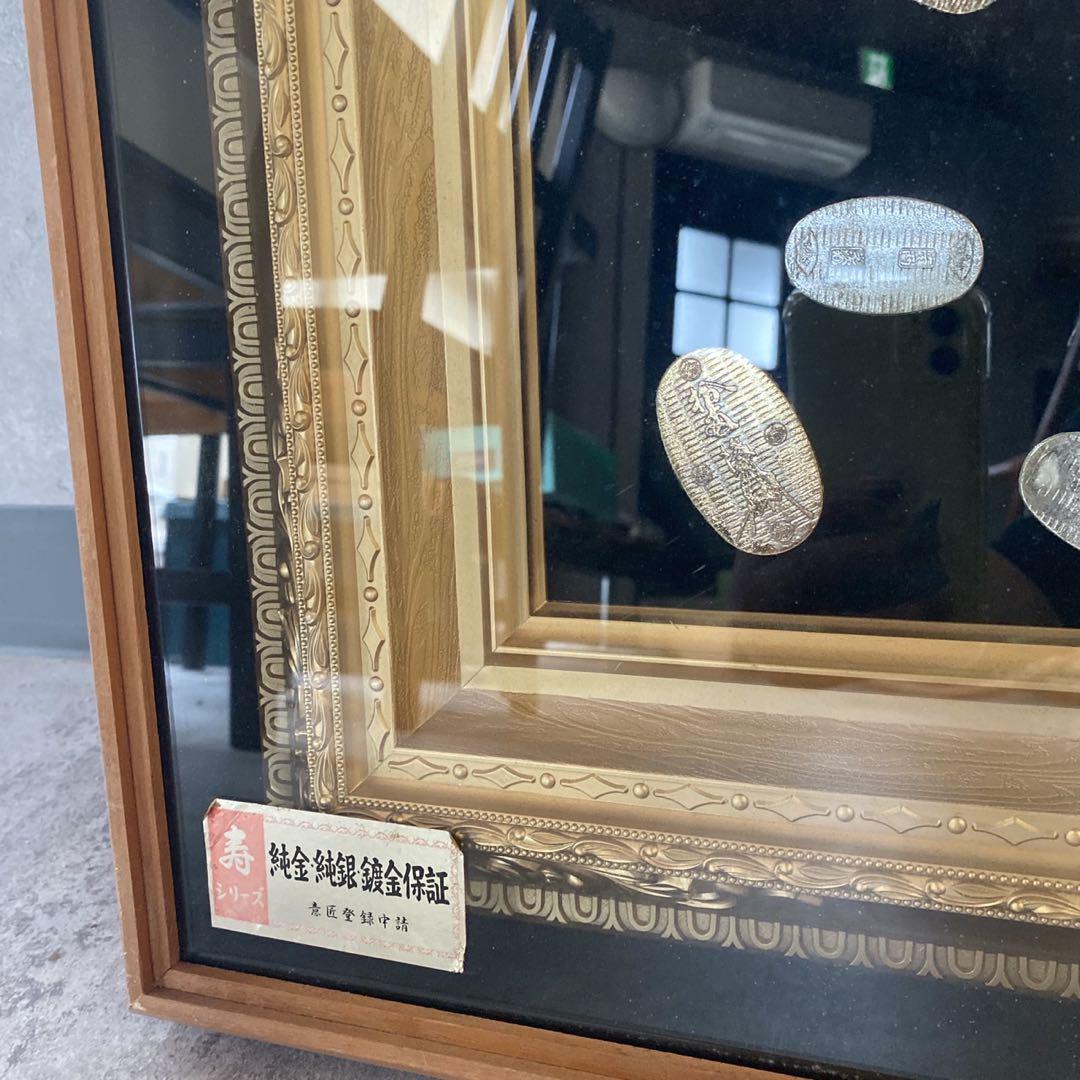 寿
シリーズ
純金・純銀・鍍金保証
意匠登録申請